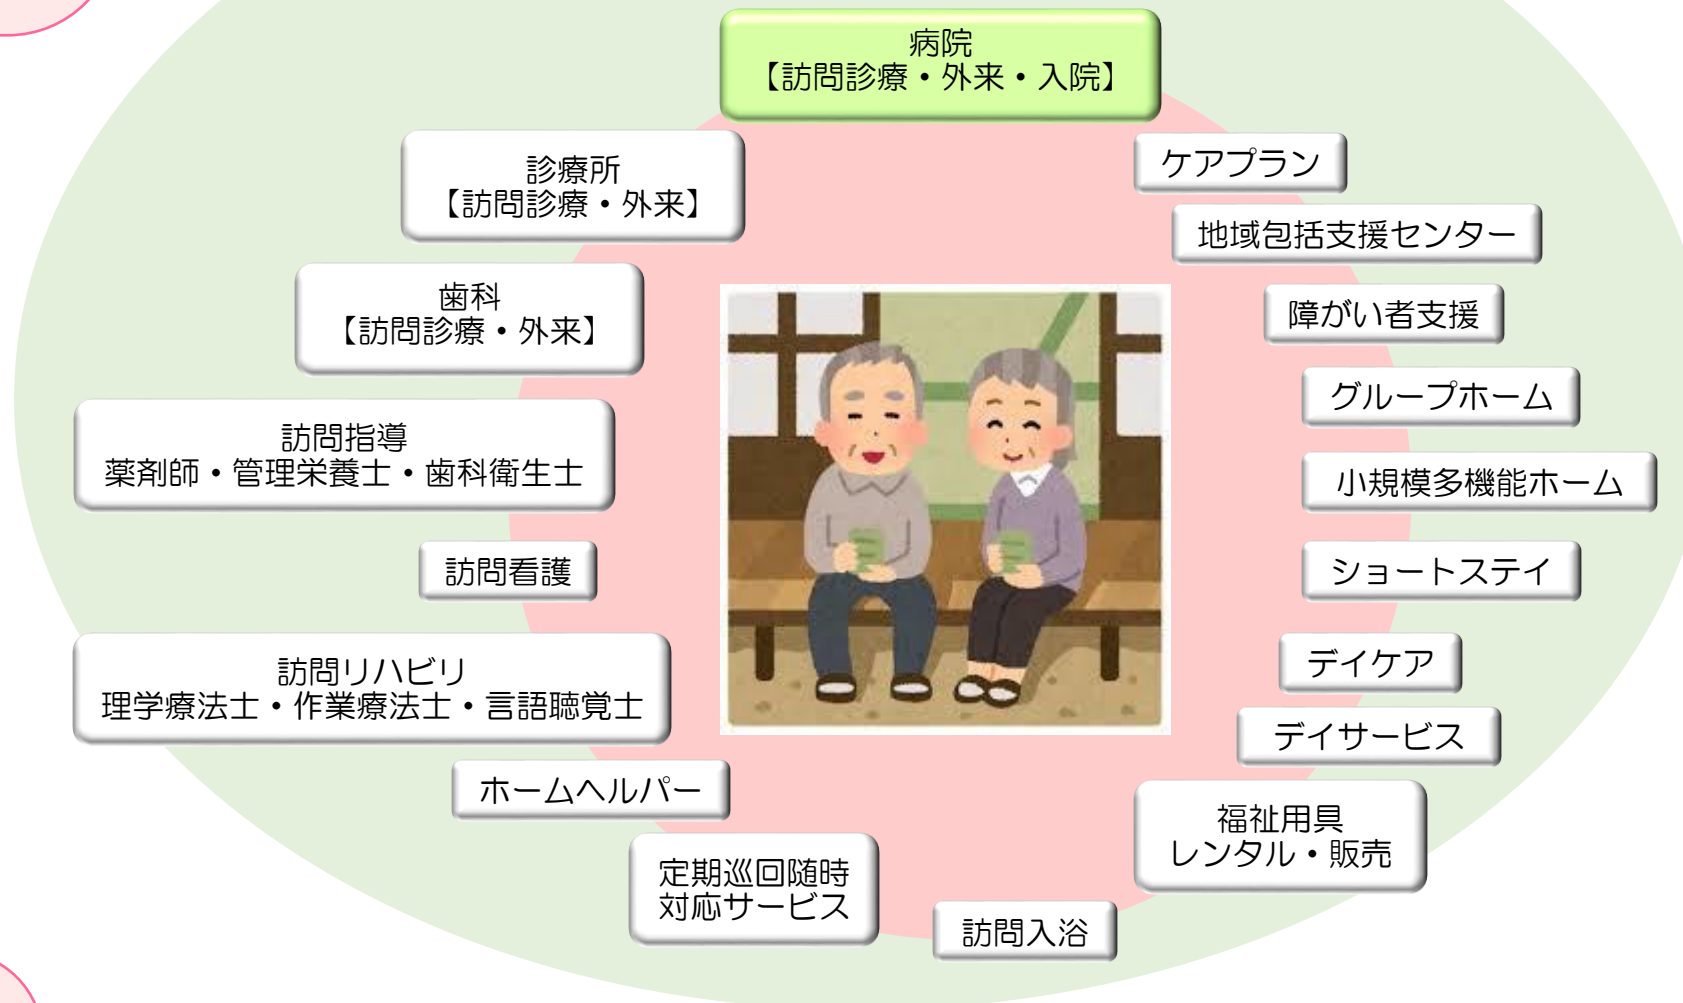 病院
【訪問診療・外来・入院】
診療所
【訪問診療・外来】
歯科
【訪問診療・外来】
訪問指導
薬剤師・管理栄養士・歯科衛生士
訪問看護
訪問リハビリ
理学療法士・作業療法士・言語聴覚士
ホームヘルパー
定期巡回随時
対応サービス
訪問入浴
ケアプラン
地域包括支援センター
障がい者支援
グループホーム
小規模多機能ホーム
ショートステイ
デイケア
デイサービス
福祉用具
レンタル・販売